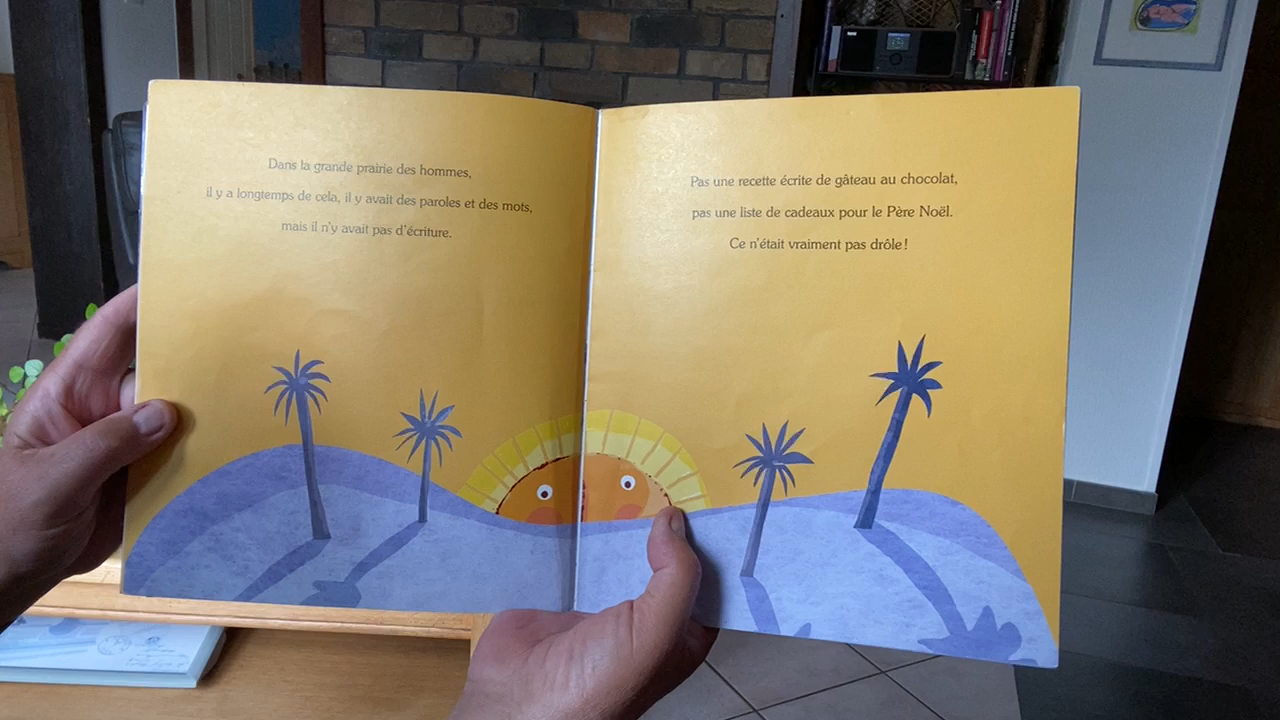 Dans la grande prairie des hommes,
il y a longtemps de cela, il y avait des paroles et des mots,
mais il n'y avait pas d'écriture.
Pas une recette écrite de gâteau au chocolat,
pas une liste de cadeaux pour le Père Noël.
Ce n'était vraiment pas drôle !